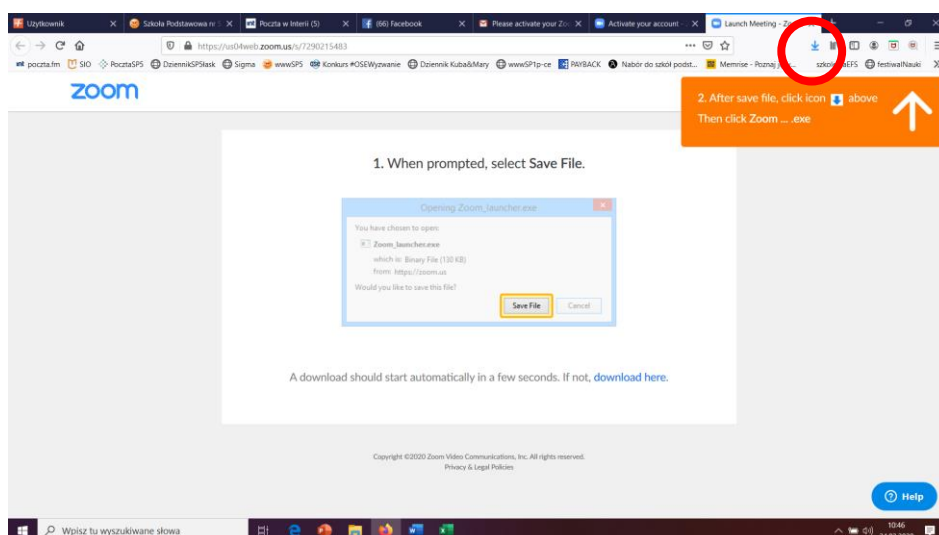 Użytkownik
Szkoła Podstawowa nr
Poczta w Interii (5)
(66) Facebook
Please activate your Zo
Activate your account -
Launch Meeting - Zo
https://us04web.zoom.us/s/7290215483
poczta.fm
SIO
PocztaSP5
DziennikSP5Iłask
Sigma
wwwSP5
Konkurs #OSEWyzwanie
Dziennik Kuba&Mary
wwwSP1p-ce
PAYBACK
Nabór do szkół podst...
Memrise - Poznaj
festiwalNauki
zoom
2. After save file, click icon above
Then click Zoom ... .exe
1. When prompted, select Save File.
Opening Zoom_launcher.exe
You have chosen to open:
Zoom_launcher.exe
which is: Binary File (130 KB)
from: https://zoom.us
Would you like to save this file?
Save File
Cancel
A download should start automatically in a few seconds. If not, download here.
Copyright ©2020 Zoom Video Communications, Inc. All rights reserved.
Privacy & Legal Policies
Help
Wpisz tu wyszukiwane słowa
10:46